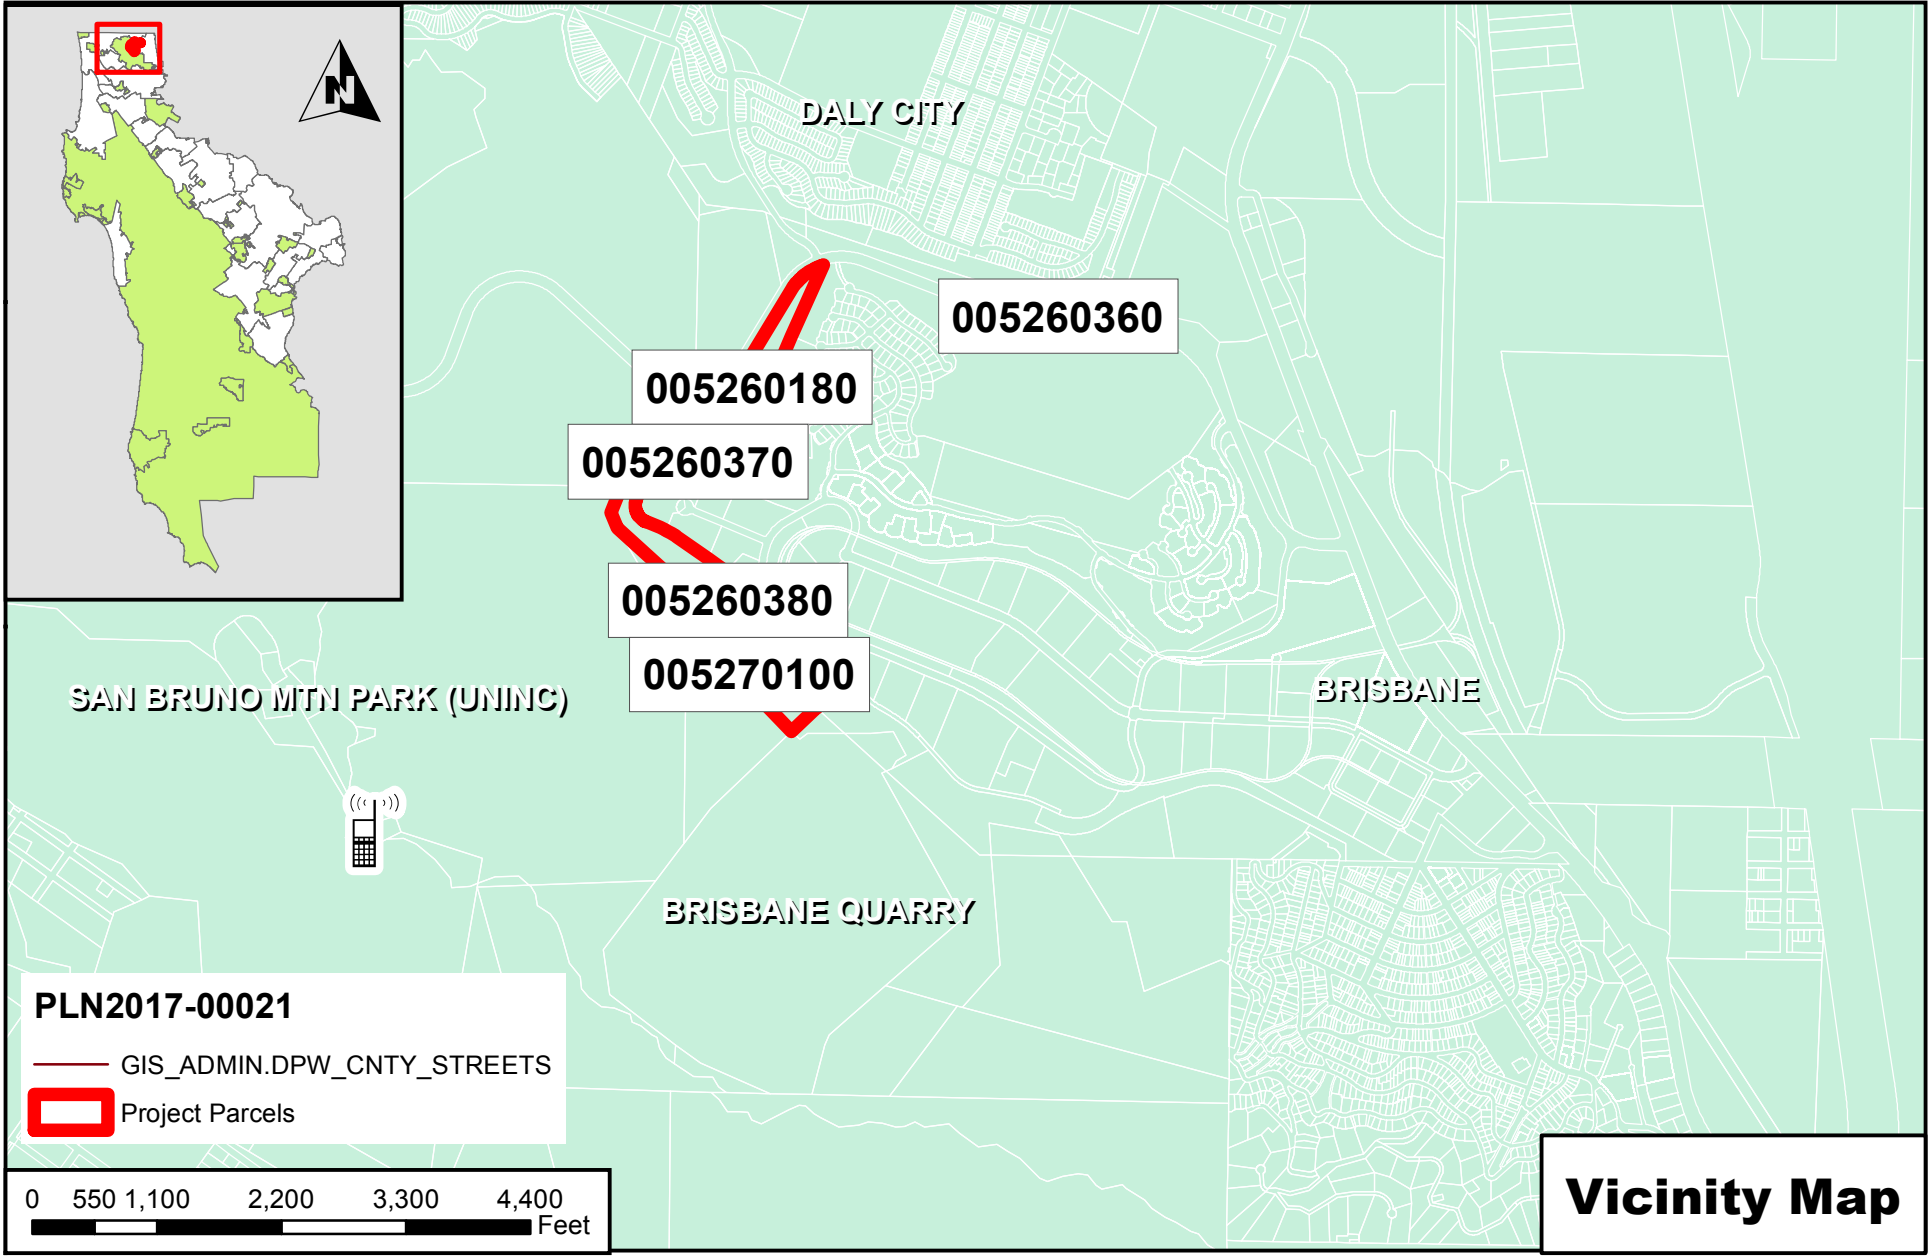 N
DALY CITY
005260360
005260180
005260370
005260380
005270100
SAN BRUNO MTN PARK (UNINC)
BRISBANE
BRISBANE QUARRY
PLN2017-00021
GIS_ADMIN.DPW_CNTY_STREETS
Project Parcels
0 550 1,100 2,200 3,300 4,400
Feet
Vicinity Map